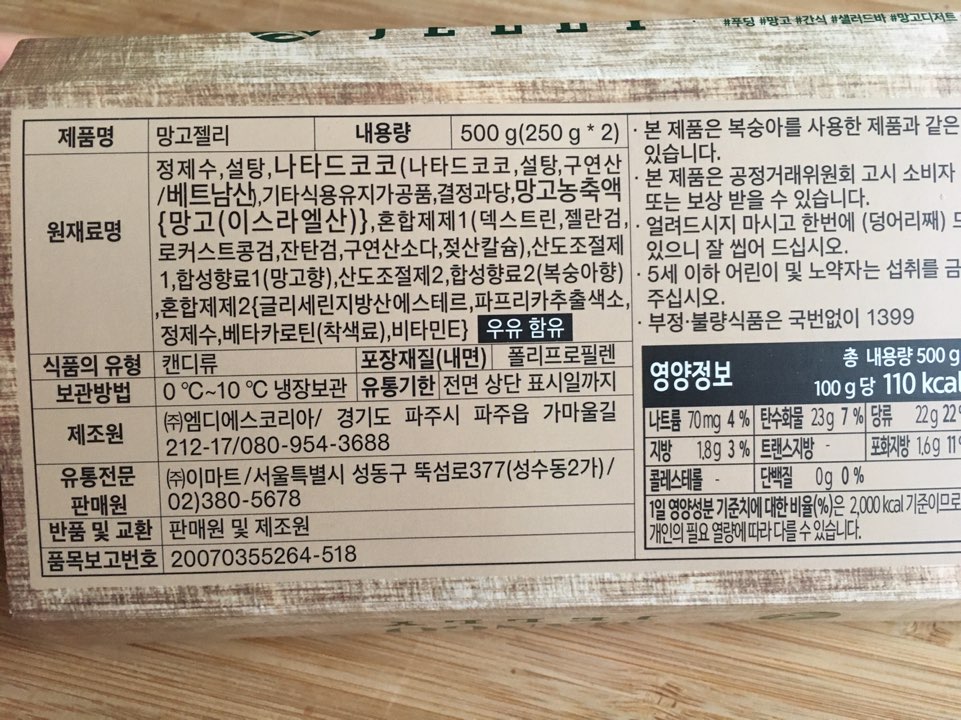 #푸딩 #망고 #간식 #샐러드바 #망고디저트
JELLY
제품명 망고젤리 내용량 500 g(250 g * 2)
원재료명
정제수,설탕,나타드코코(나타드코코,설탕,구연산
/베트남산),기타식용유지가공품,결정과당,망고농축액
{망고(이스라엘산)},혼합제제1(덱스트린,젤란검,
로커스트콩검,잔탄검,구연산소다,젖산칼슘),산도조절제
1,합성향료1(망고향),산도조절제2,합성향료2(복숭아향)
,혼합제제2{글리세린지방산에스테르,파프리카추출색소,
정제수,베타카로틴(착색료),비타민E} 우유 함유
식품의 유형 캔디류 포장재질(내면) 폴리프로필렌
보관방법 0 ℃~10 ℃ 냉장보관 유통기한 전면 상단 표시일까지
제조원
㈜엠디에스코리아/ 경기도 파주시 파주읍 가마울길
212-17/080-954-3688
유통전문
판매원
㈜이마트/서울특별시 성동구 뚝섬로377(성수동2가)/
02)380-5678
반품 및 교환 판매원 및 제조원
품목보고번호 20070355264-518
· 본 제품은 복숭아를 사용한 제품과 같은
있습니다.
· 본 제품은 공정거래위원회 고시 소비자
또는 보상 받을 수 있습니다.
· 얼려드시지 마시고 한번에 (덩어리째)
있으니 잘 씹어 드십시오.
· 5세 이하 어린이 및 노약자는 섭취를 금
주십시오.
· 부정·불량식품은 국번없이 1399
영양정보
총 내용량 500 g
100 g당 110 kcal
나트륨 70mg 4% 탄수화물 23g 7% 당류 22g 22%
지방 1.8g 3% 트랜스지방 - 포화지방 1.6g 11%
콜레스테롤 - 단백질 0g 0%
1일 영양성분 기준치에 대한 비율(%)은 2,000 kcal 기준이므로
개인의 필요 열량에 따라 다를 수 있습니다.